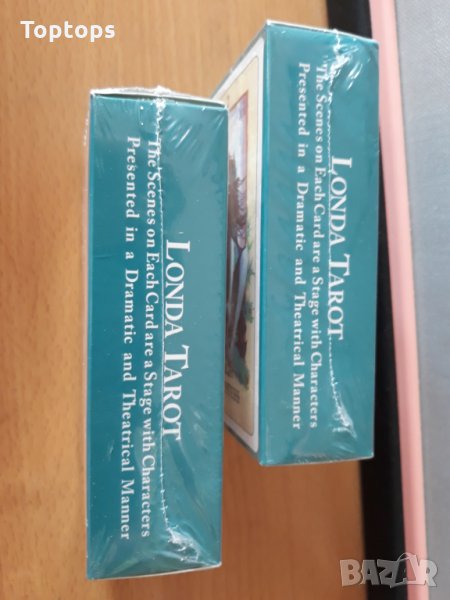 Toptops
LONDA TAROT
The Scenes on Each Card are a Stage with Characters
Presented in a Dramatic and Theatrical Manner
LONDA TAROT
The Scenes on Each Card are a Stage with Characters
Presented in a Dramatic and Theatrical Manner
BAZAR